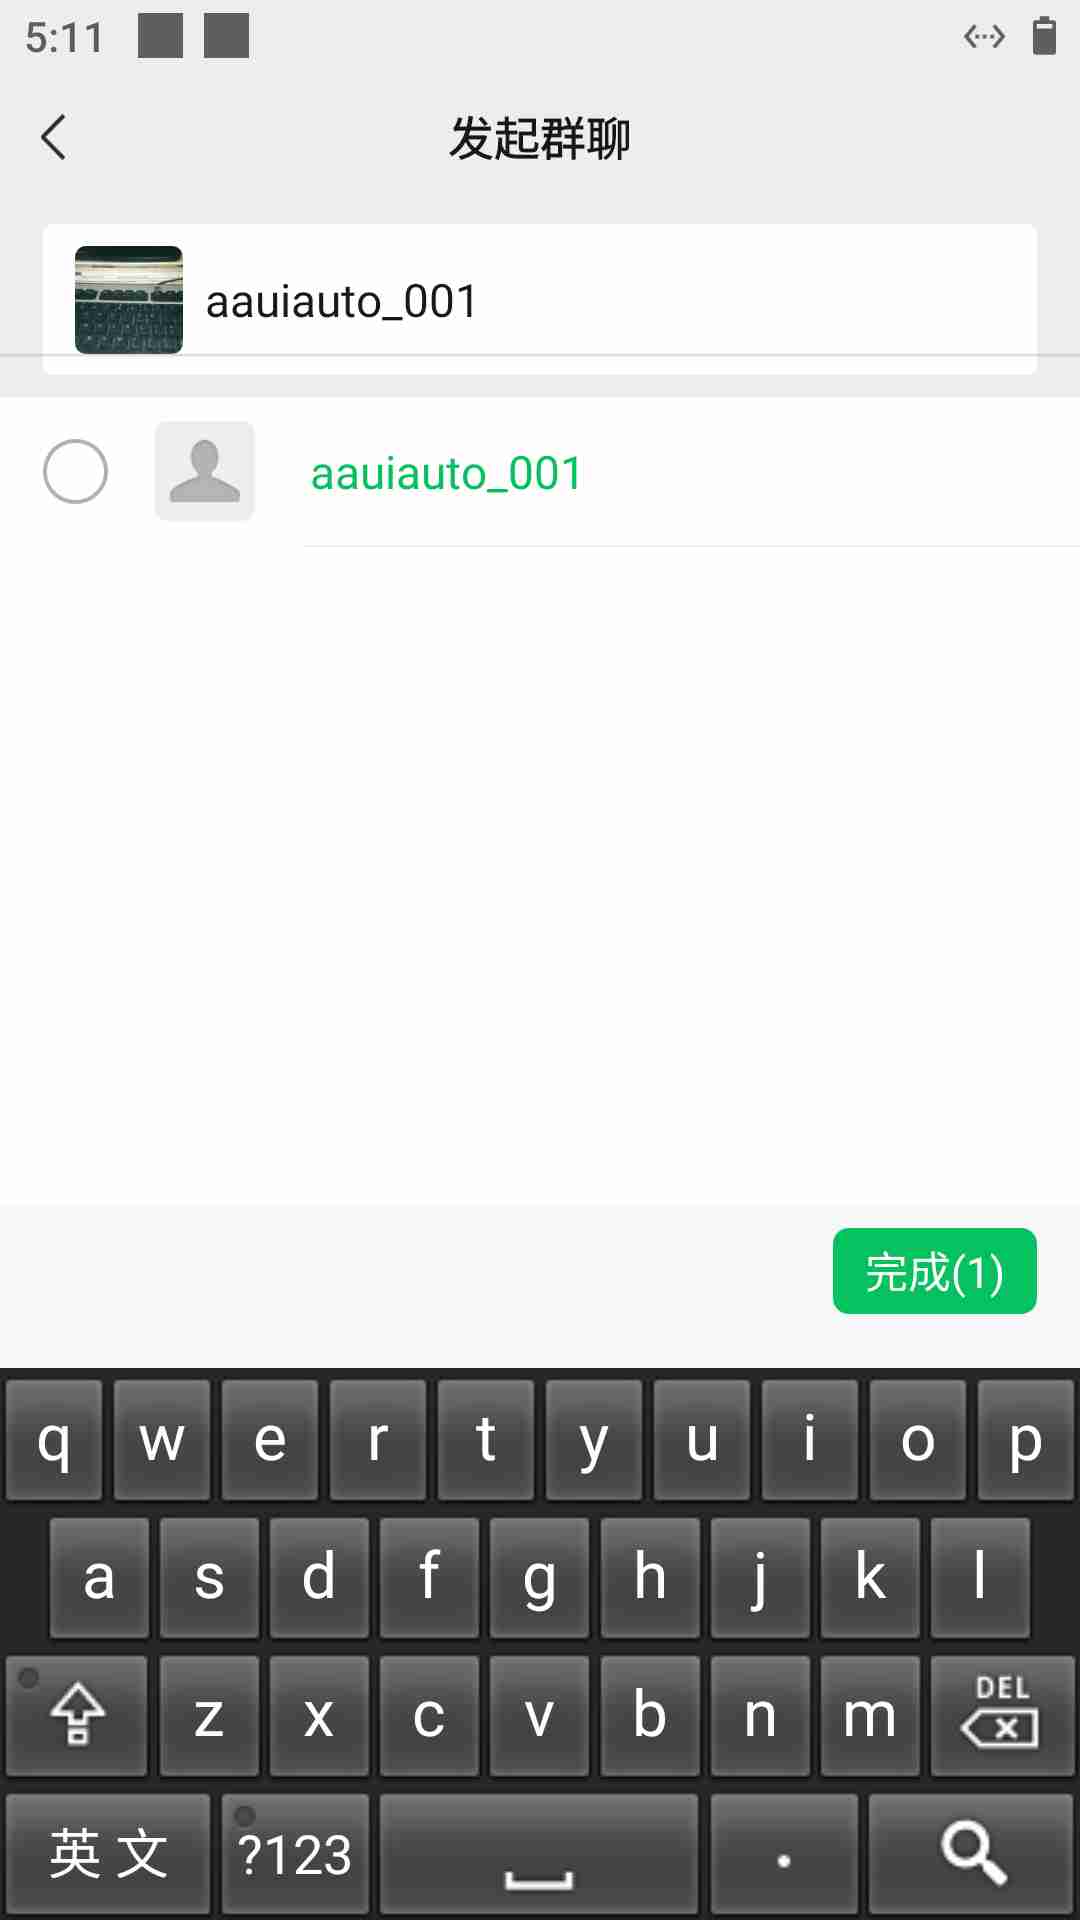 5:11
发起群聊
aauiauto_001
aauiauto_001
完成(1)
q w e r t y u i o p
a s d f g h j k l
z x c v b n m DEL
英文 ?123 .